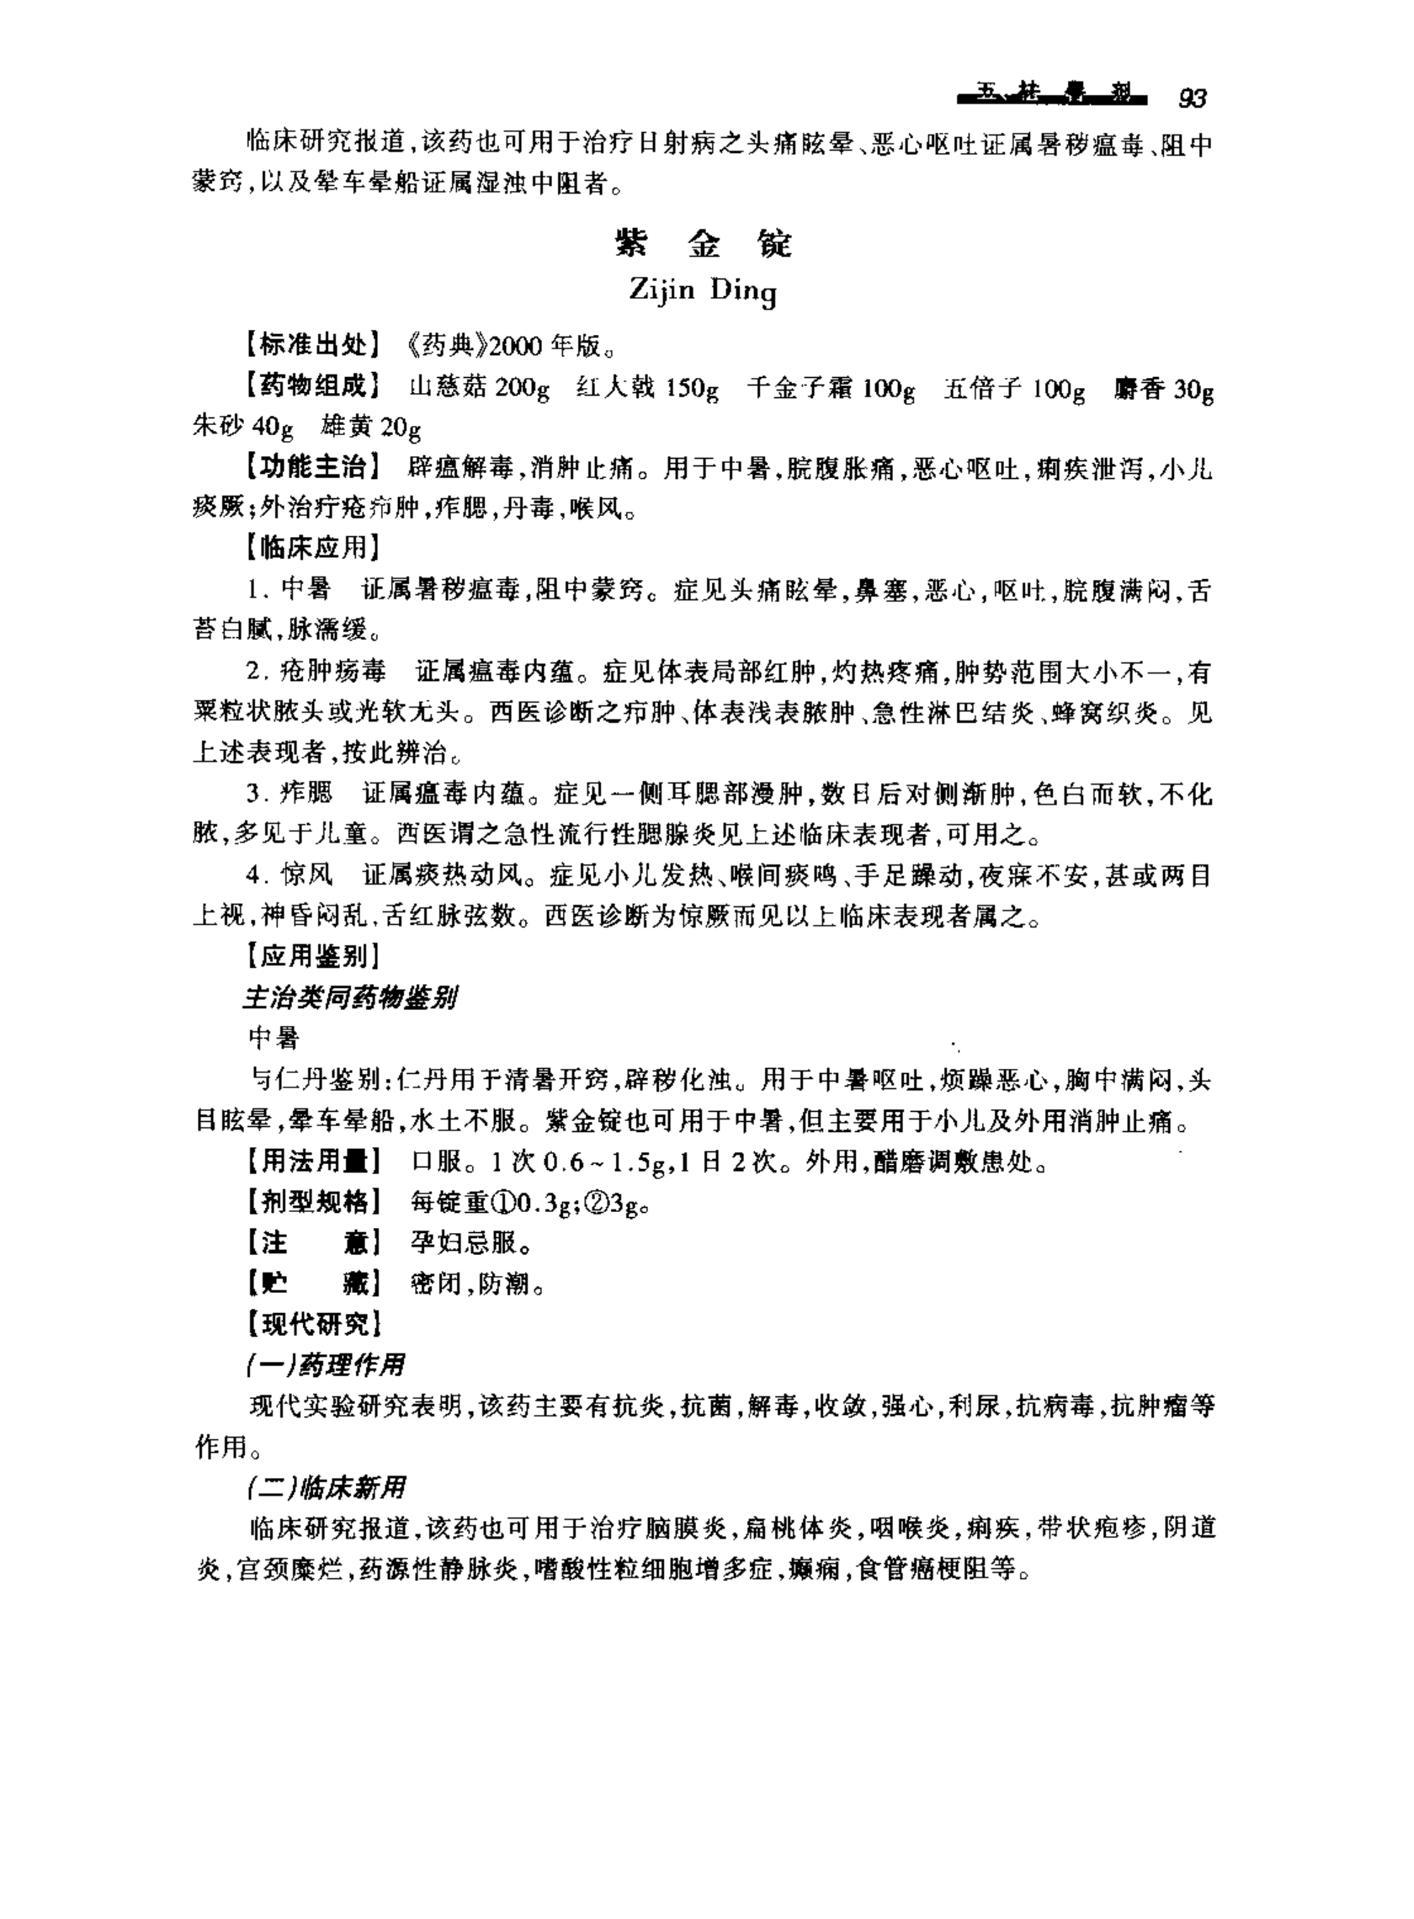 五、祛暑剂 93
临床研究报道,该药也可用于治疗日射病之头痛眩晕、恶心呕吐证属暑秽瘟毒、阻中
蒙窍,以及晕车晕船证属湿浊中阻者。
紫金锭
Zijin Ding
【标准出处】 《药典》2000 年版。
【药物组成】 山慈菇 200g 红大戟 150g 千金子霜 100g 五倍子 100g 麝香 30g
朱砂 40g 雄黄 20g
【功能主治】 辟瘟解毒,消肿止痛。用于中暑,脘腹胀痛,恶心呕吐,痢疾泄泻,小儿
痰厥;外治疔疮疖肿,痄腮,丹毒,喉风。
【临床应用】
1. 中暑 证属暑秽瘟毒,阻中蒙窍。症见头痛眩晕,鼻塞,恶心,呕吐,脘腹满闷,舌
苔白腻,脉濡缓。
2. 疮肿疡毒 证属瘟毒内蕴。症见体表局部红肿,灼热疼痛,肿势范围大小不一,有
粟粒状脓头或光软无头。西医诊断之疖肿、体表浅表脓肿、急性淋巴结炎、蜂窝织炎。见
上述表现者,按此辨治。
3. 痄腮 证属瘟毒内蕴。症见一侧耳腮部漫肿,数日后对侧渐肿,色白而软,不化
脓,多见于儿童。西医谓之急性流行性腮腺炎见上述临床表现者,可用之。
4. 惊风 证属痰热动风。症见小儿发热、喉间痰鸣、手足躁动,夜寐不安,甚或两目
上视,神昏闷乱,舌红脉弦数。西医诊断为惊厥而见以上临床表现者属之。
【应用鉴别】
主治类同药物鉴别
中暑
与仁丹鉴别:仁丹用于清暑开窍,辟秽化浊。用于中暑呕吐,烦躁恶心,胸中满闷,头
目眩晕,晕车晕船,水土不服。紫金锭也可用于中暑,但主要用于小儿及外用消肿止痛。
【用法用量】 口服。1 次 0.6~1.5g,1 日 2 次。外用,醋磨调敷患处。
【剂型规格】 每锭重①0.3g;②3g。
【注 意】 孕妇忌服。
【贮 藏】 密闭,防潮。
【现代研究】
(一)药理作用
现代实验研究表明,该药主要有抗炎,抗菌,解毒,收敛,强心,利尿,抗病毒,抗肿瘤等
作用。
(二)临床新用
临床研究报道,该药也可用于治疗脑膜炎,扁桃体炎,咽喉炎,痢疾,带状疱疹,阴道
炎,宫颈糜烂,药源性静脉炎,嗜酸性粒细胞增多症,癫痫,食管癌梗阻等。